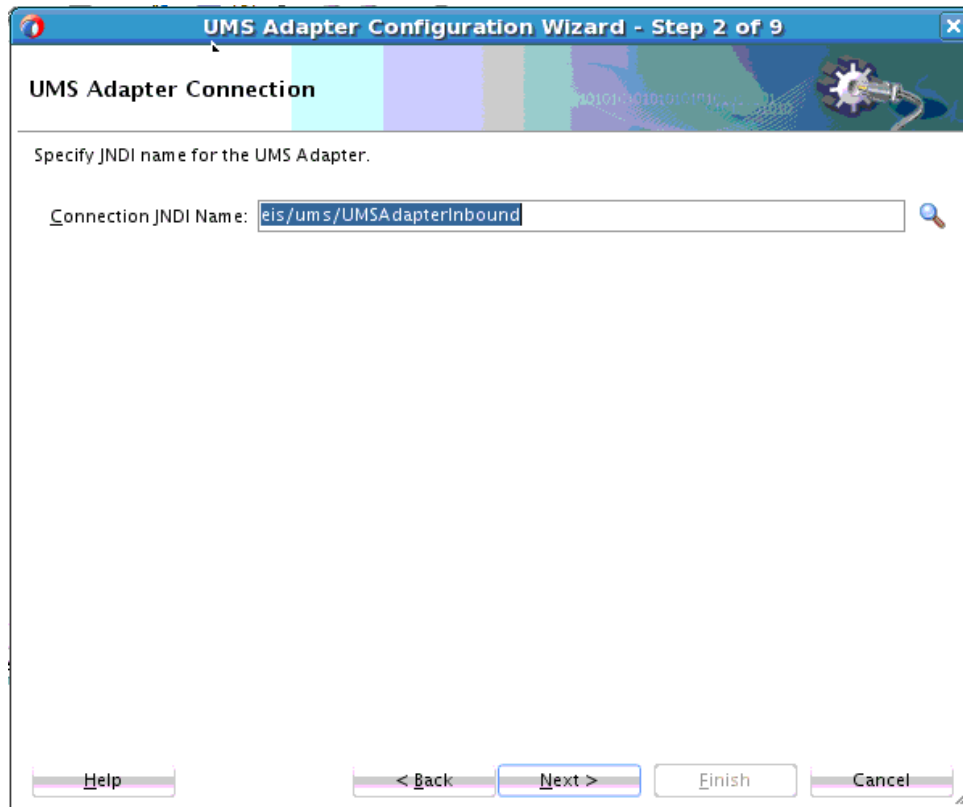 UMS Adapter Configuration Wizard - Step 2 of 9
UMS Adapter Connection
Specify JNDI name for the UMS Adapter.
Connection JNDI Name: eis/ums/UMSAdapterInbound
Help < Back Next > Finish Cancel